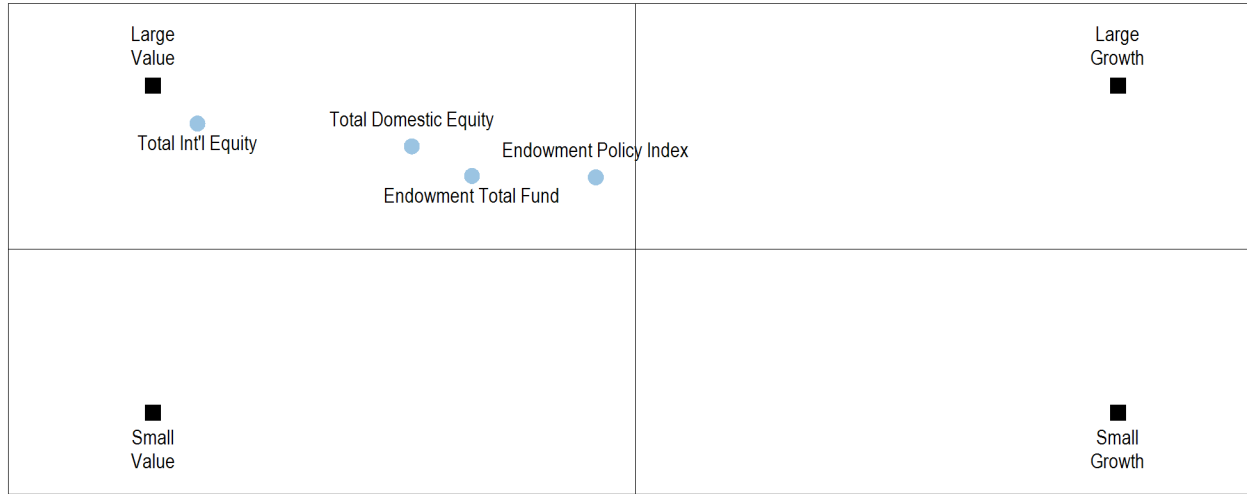 Large
Value
Large
Growth
Total Domestic Equity
Total Int'l Equity
Endowment Policy Index
Endowment Total Fund
Small
Value
Small
Growth